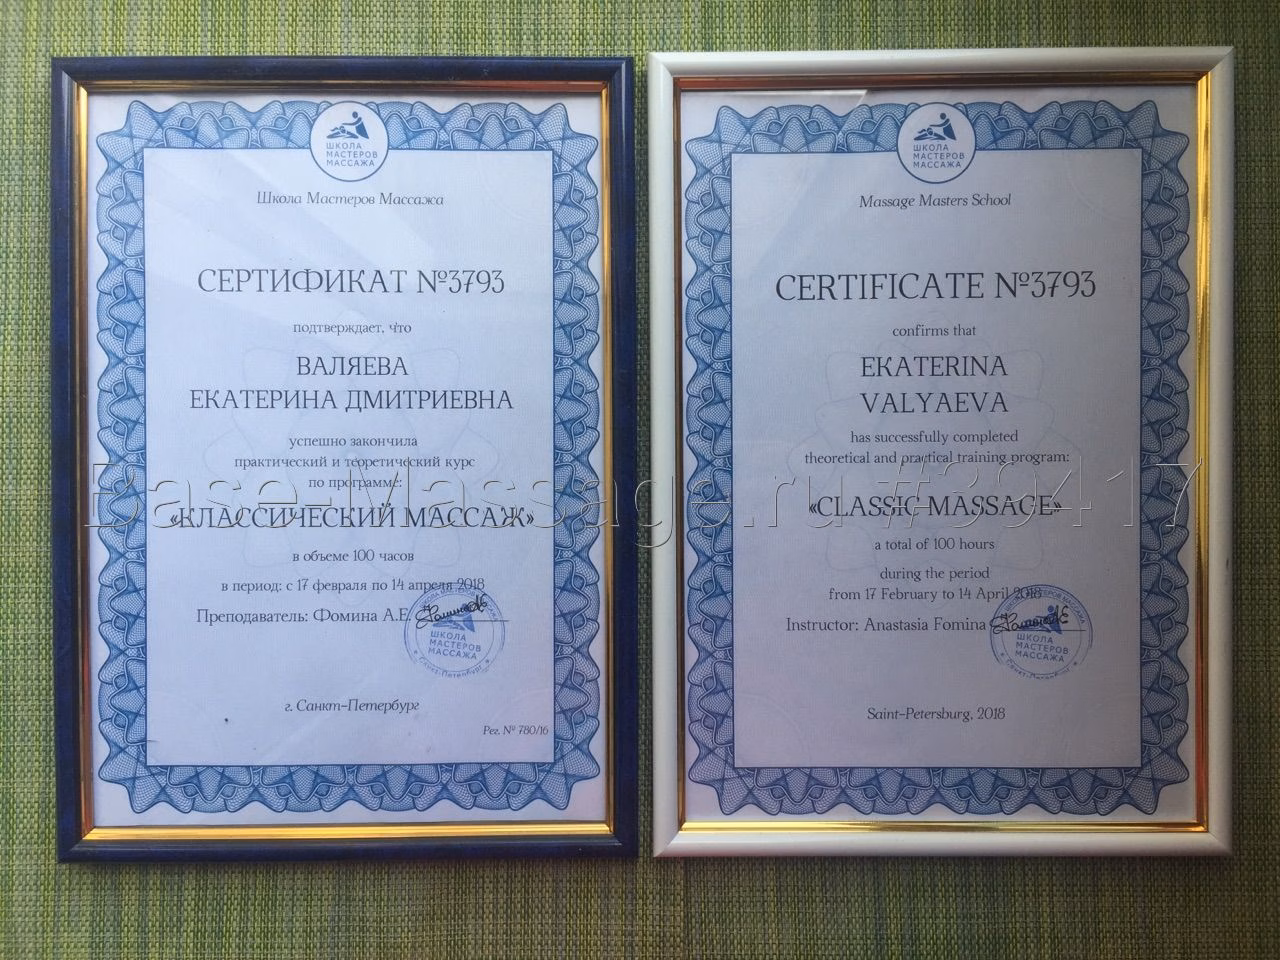 ШКОЛА
МАСТЕРОВ
МАССАЖА
Школа Мастеров Массажа
СЕРТИФИКАТ №3793
подтверждает, что
ВАЛЯЕВА
ЕКАТЕРИНА ДМИТРИЕВНА
успешно закончила
практический и теоретический курс
по программе:
«КЛАССИЧЕСКИЙ МАССАЖ»
в объеме 100 часов
в период: с 17 февраля по 14 апреля 2018
Преподаватель: Фомина А.Е.
ШКОЛА
МАСТЕРОВ
МАССАЖА
Санкт-Петербург
г. Санкт-Петербург
Рег. № 780/16
ШКОЛА
МАСТЕРОВ
МАССАЖА
Massage Masters School
CERTIFICATE №3793
confirms that
EKATERINA
VALYAEVA
has successfully completed
theoretical and practical training program:
«CLASSIC MASSAGE»
a total of 100 hours
during the period
from 17 February to 14 April 2018
Instructor: Anastasia Fomina
ШКОЛА
МАСТЕРОВ
МАССАЖА
Санкт-Петербург
Saint-Petersburg, 2018
Base-Massage.ru #39417